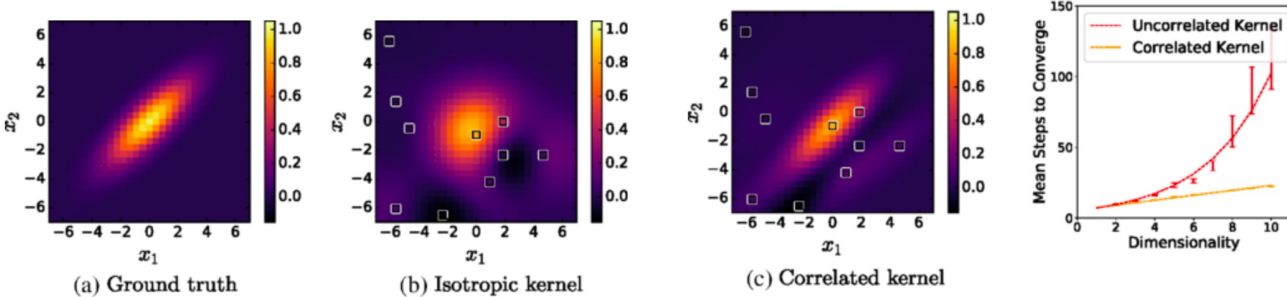 6
4
2
0
−2
−4
−6
x2
−6 −4 −2 0 2 4 6
x1
1.0
0.8
0.6
0.4
0.2
0.0
(a) Ground truth
6
4
2
0
−2
−4
−6
x2
−6 −4 −2 0 2 4 6
x1
1.0
0.8
0.6
0.4
0.2
0.0
(b) Isotropic kernel
6
4
2
0
−2
−4
−6
x2
−6 −4 −2 0 2 4 6
x1
1.0
0.8
0.6
0.4
0.2
0.0
(c) Correlated kernel
150
100
50
0
Mean Steps to Converge
Uncorrelated Kernel
Correlated Kernel
0 2 4 6 8 10
Dimensionality